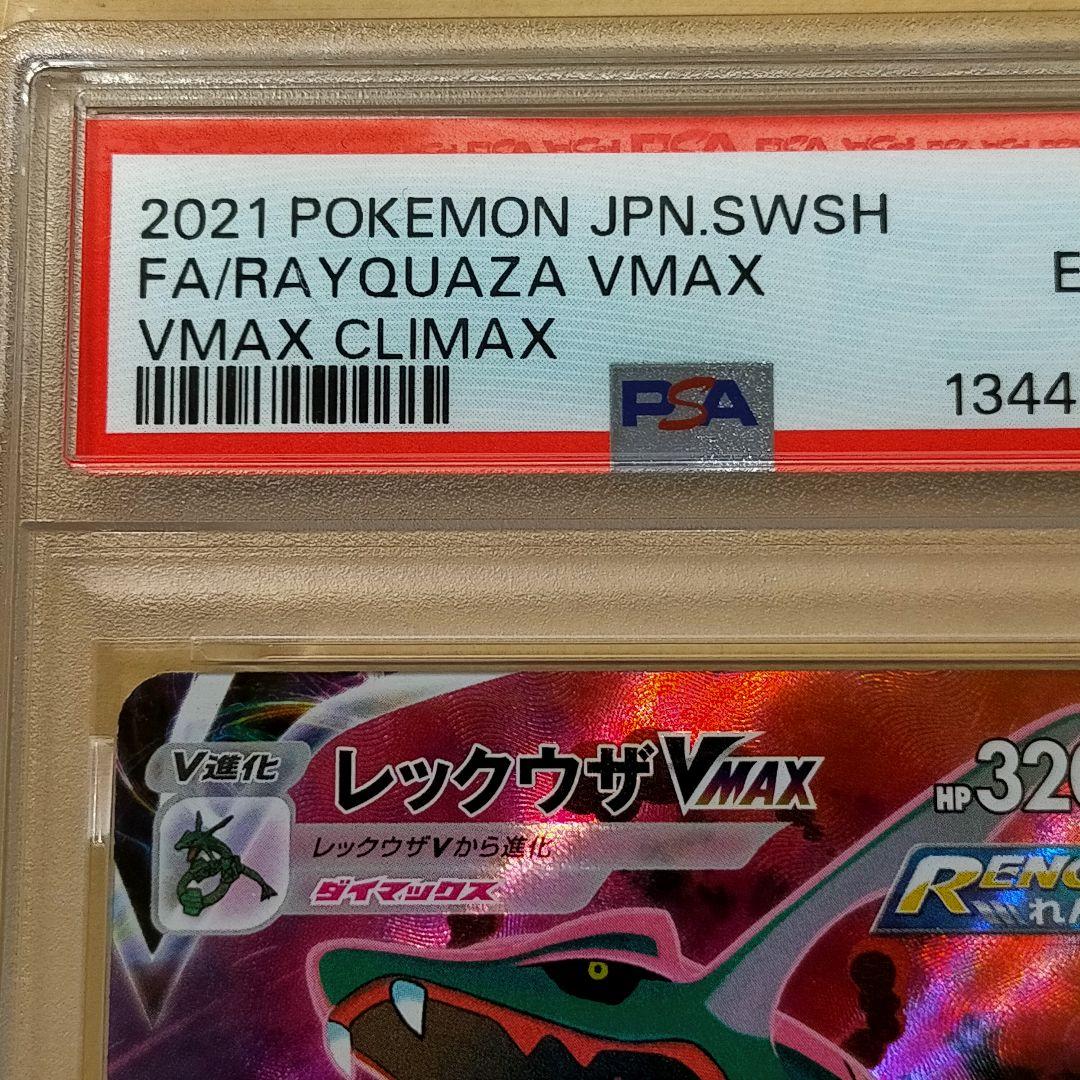 2021 POKEMON JPN.SWSH
FA/RAYQUAZA VMAX
VMAX CLIMAX
PSA
1344
V進化
レックウザVMAX
HP 320
レックウザVから進化
ダイマックス